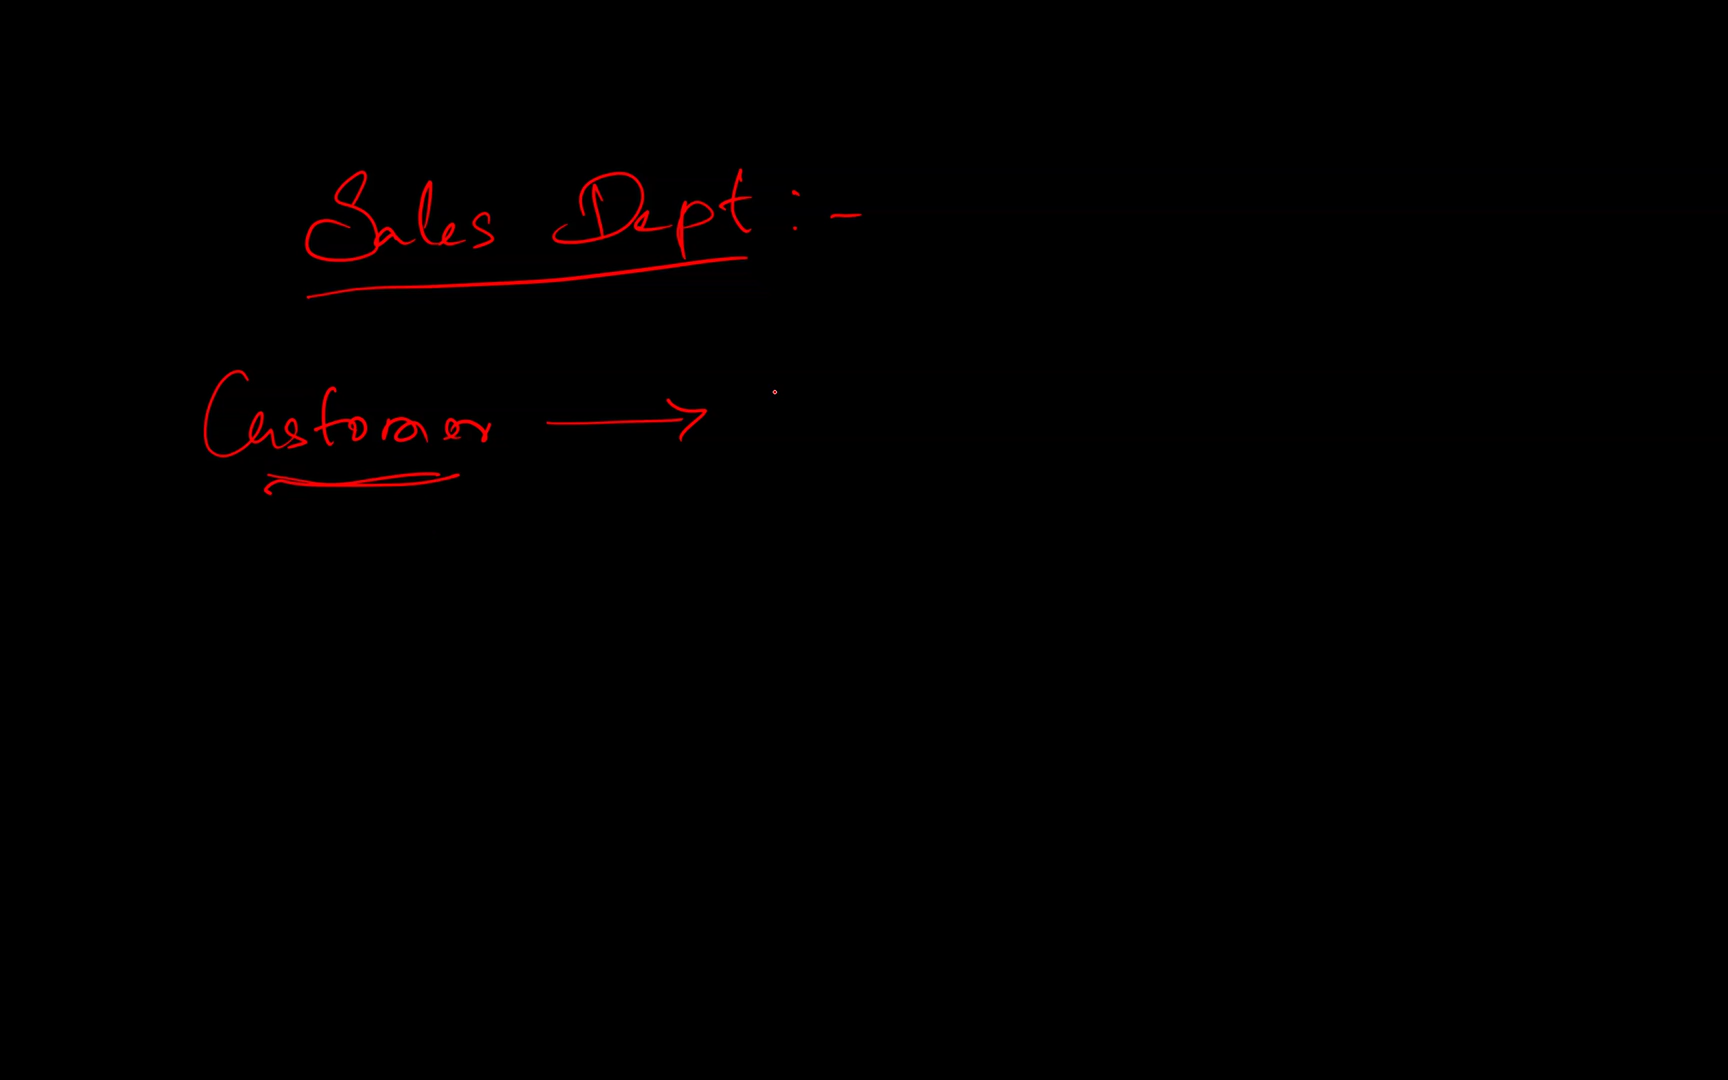 Sales Dept :-
Customer →